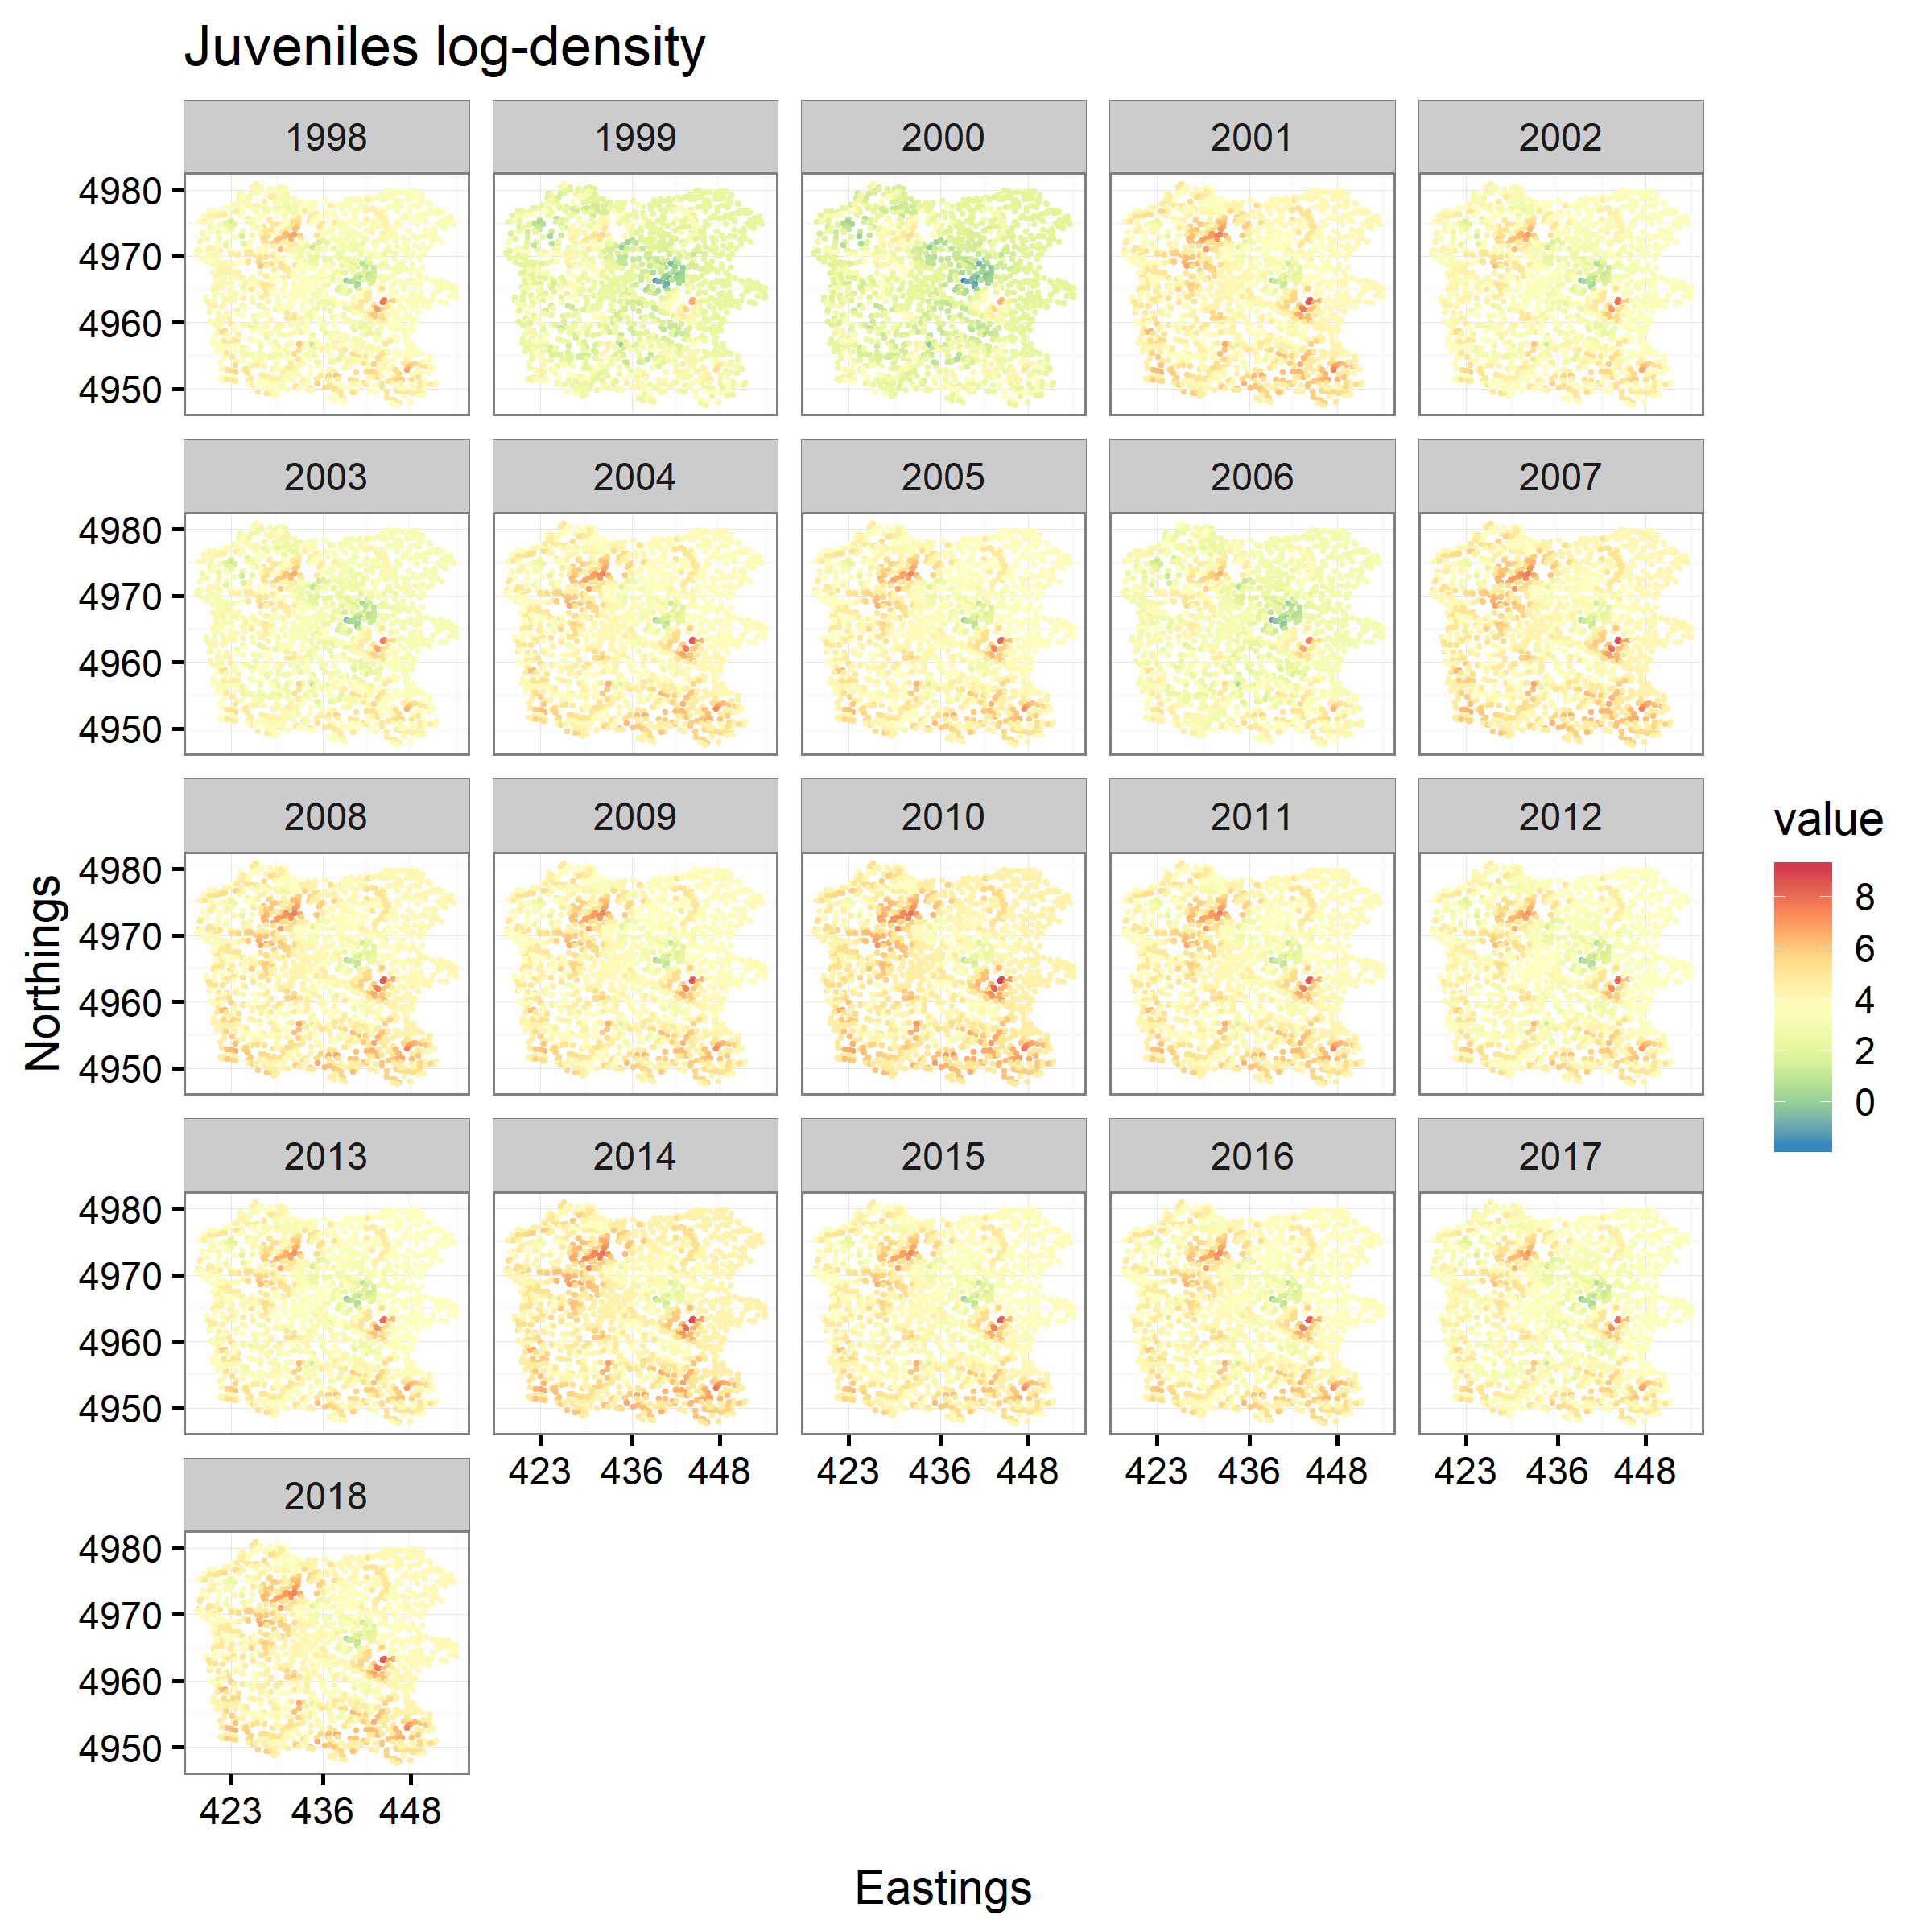 Juveniles log-density
1998 1999 2000 2001 2002
4980
4970
4960
4950
2003 2004 2005 2006 2007
4980
4970
4960
4950
2008 2009 2010 2011 2012
4980
4970
4960
4950
2013 2014 2015 2016 2017
4980
4970
4960
4950
423 436 448 423 436 448 423 436 448 423 436 448
2018
4980
4970
4960
4950
423 436 448
Northings
Eastings
value
8
6
4
2
0